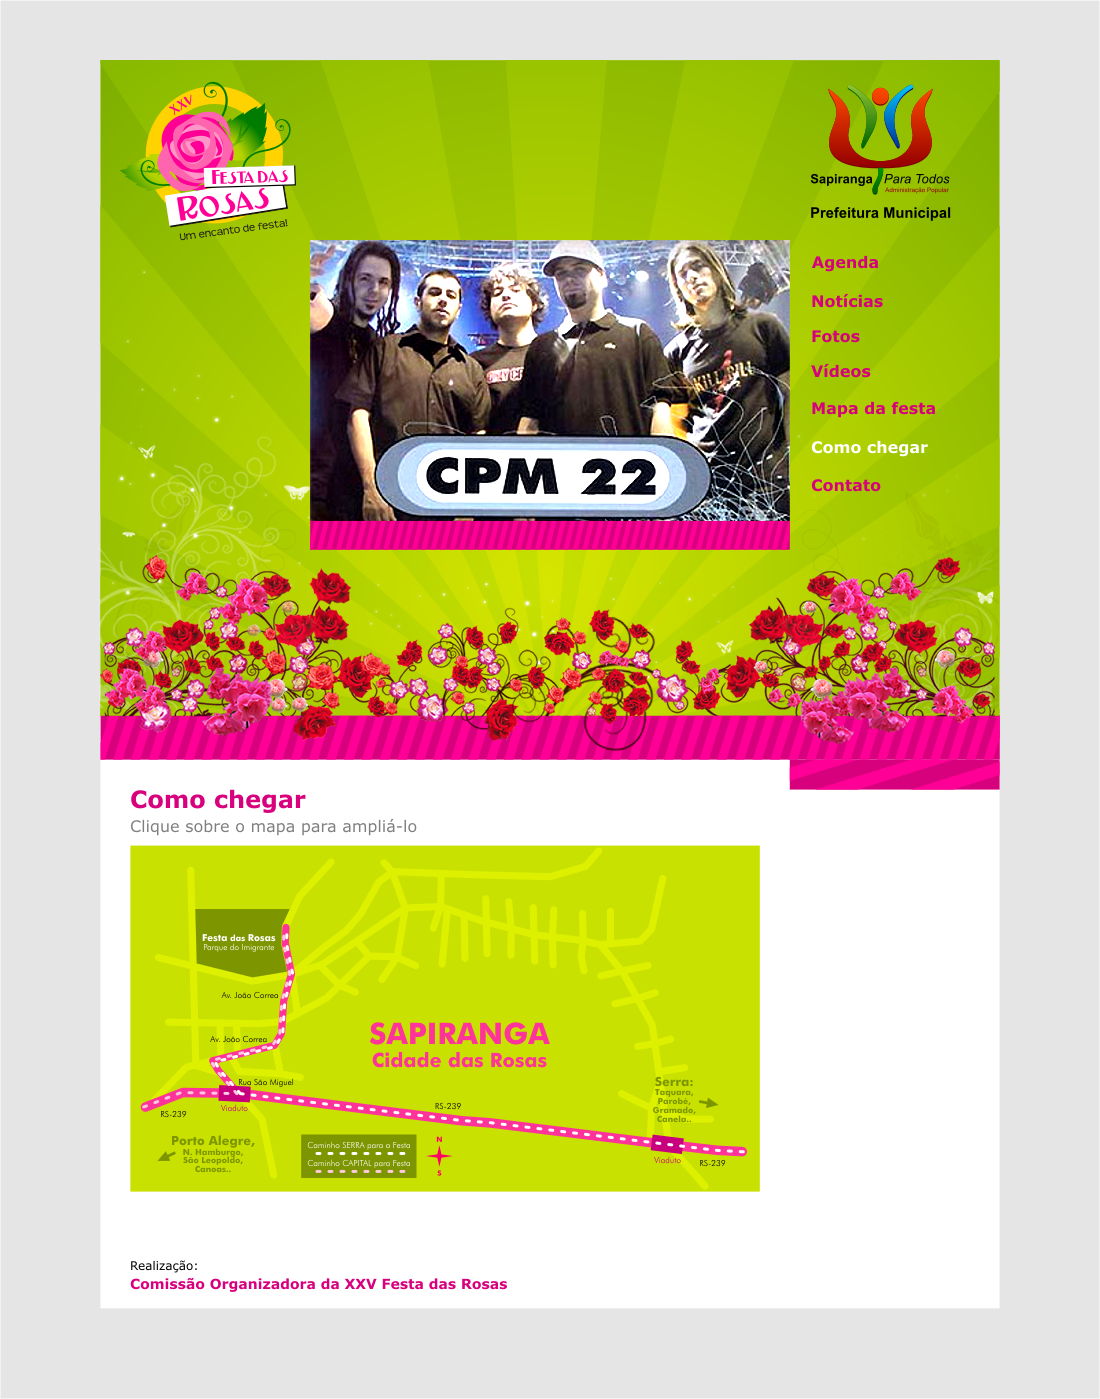 XXV
FESTA DAS
ROSAS
Um encanto de festa!
Sapiranga Para Todos
Administração Popular
Prefeitura Municipal
Agenda
Notícias
Fotos
Vídeos
Mapa da festa
Como chegar
Contato
KILL BILL
CPM 22
Como chegar
Clique sobre o mapa para ampliá-lo
Festa das Rosas
Parque do Imigrante
Av. João Correa
Av. João Correa
Rua São Miguel
Viaduto
RS-239
SAPIRANGA
Cidade das Rosas
RS-239
Serra:
Taquara,
Parobé,
Gramado,
Canela..
Viaduto
RS-239
Porto Alegre,
N. Hamburgo,
São Leopoldo,
Canoas..
Caminho SERRA para a Festa
Caminho CAPITAL para Festa
N
S
Realização:
Comissão Organizadora da XXV Festa das Rosas